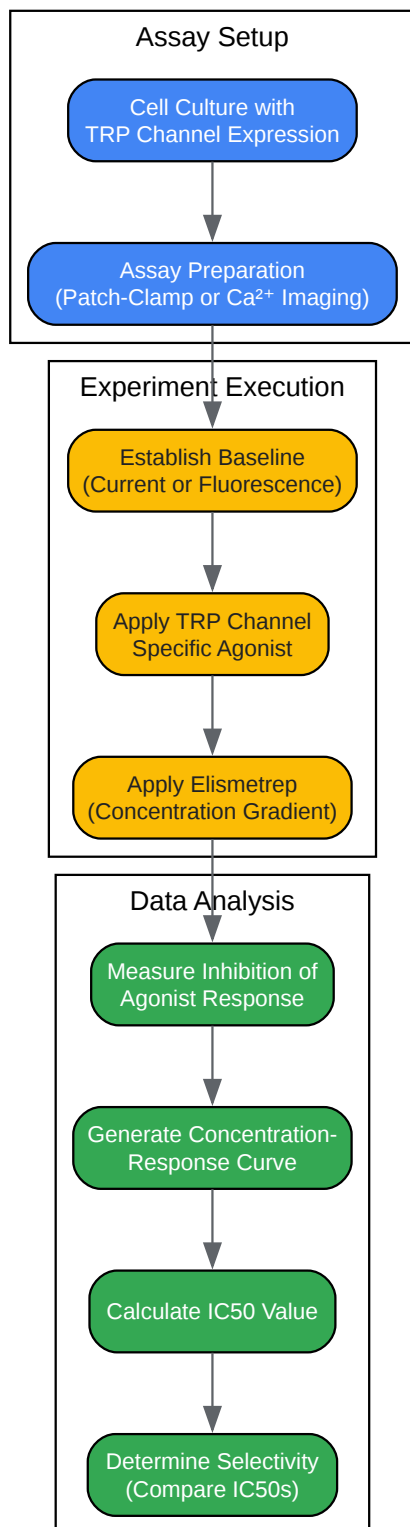 Assay Setup
Cell Culture with
TRP Channel Expression
Assay Preparation
(Patch-Clamp or Ca²⁺ Imaging)
Experiment Execution
Establish Baseline
(Current or Fluorescence)
Apply TRP Channel
Specific Agonist
Apply Elismetrep
(Concentration Gradient)
Data Analysis
Measure Inhibition of
Agonist Response
Generate Concentration-
Response Curve
Calculate IC50 Value
Determine Selectivity
(Compare IC50s)